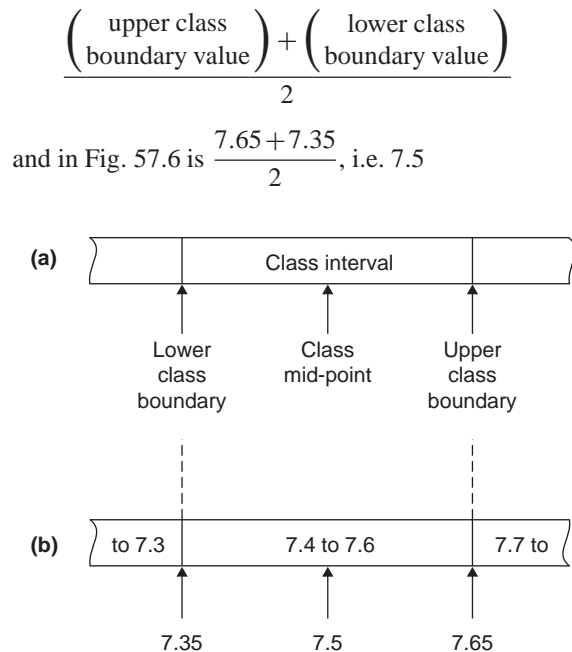 (upper class boundary value) + (lower class boundary value)
2
and in Fig. 57.6 is (7.65 + 7.35)/2, i.e. 7.5
(a)
Class interval
Lower class boundary
Class mid-point
Upper class boundary
(b)
to 7.3
7.4 to 7.6
7.7 to
7.35
7.5
7.65